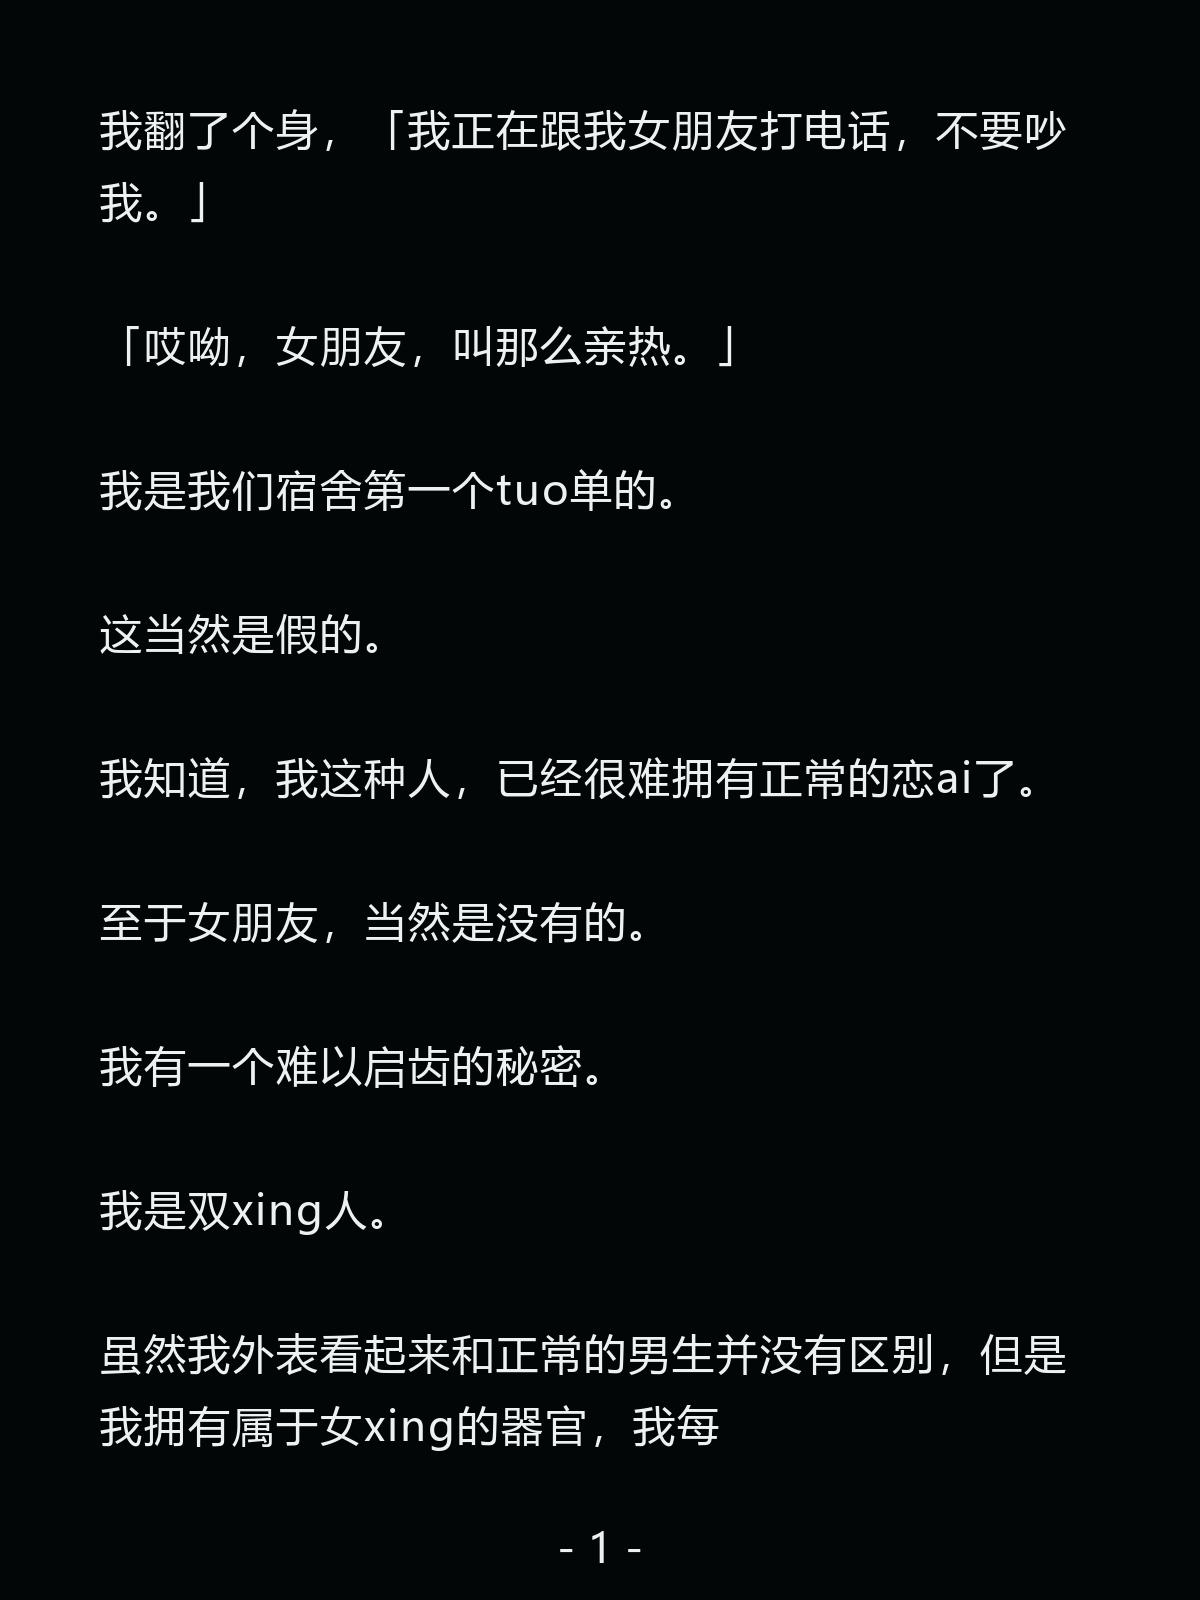 我翻了个身，「我正在跟我女朋友打电话，不要吵
我。」
「哎呦，女朋友，叫那么亲热。」
我是我们宿舍第一个tuo单的。
这当然是假的。
我知道，我这种人，已经很难拥有正常的恋ai了。
至于女朋友，当然是没有的。
我有一个难以启齿的秘密。
我是双xing人。
虽然我外表看起来和正常的男生并没有区别，但是
我拥有属于女xing的器官，我每
- 1 -